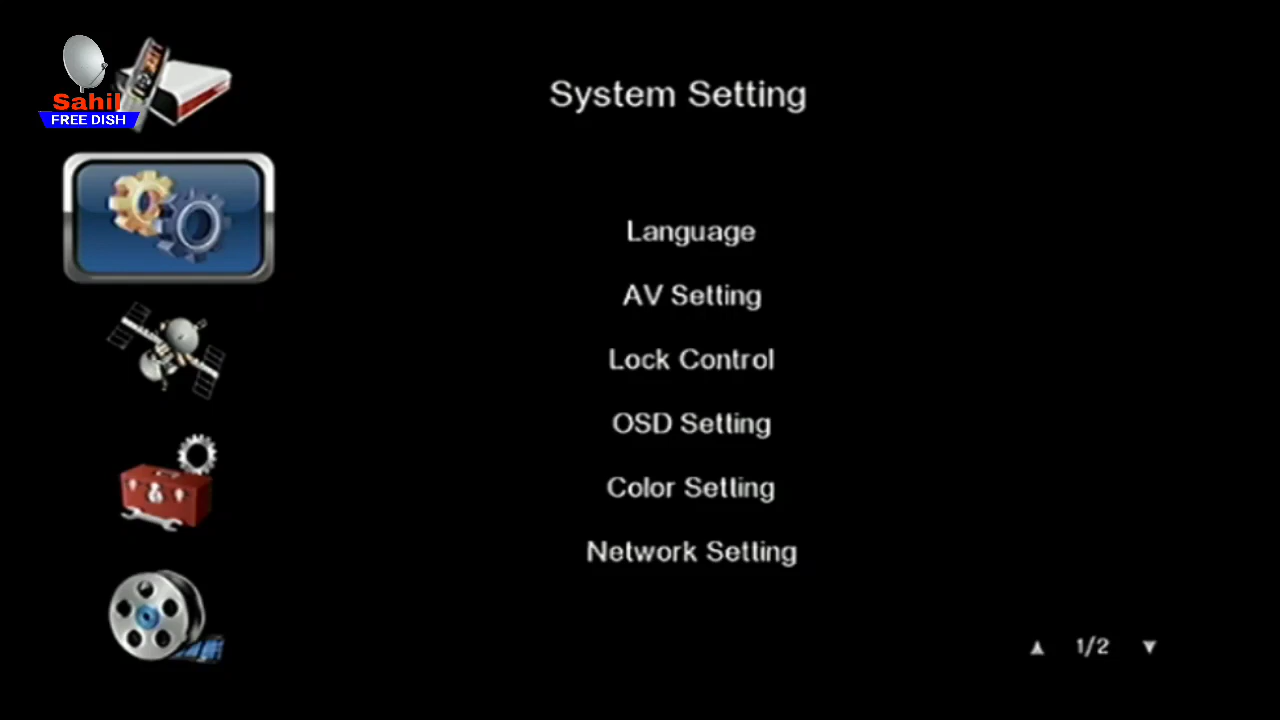 Sahil
FREE DISH
System Setting
Language
AV Setting
Lock Control
OSD Setting
Color Setting
Network Setting
▲ 1/2 ▼